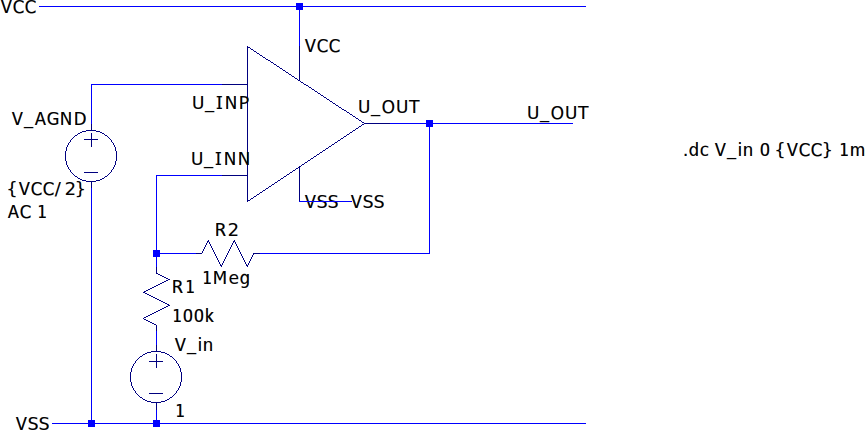 VCC
VCC
U_INP
V_AGND
U_OUT
U_OUT
.dc V_in 0 {VCC} 1m
U_INN
{VCC/2}
AC 1
VSS
VSS
R2
1Meg
R1
100k
V_in
1
VSS